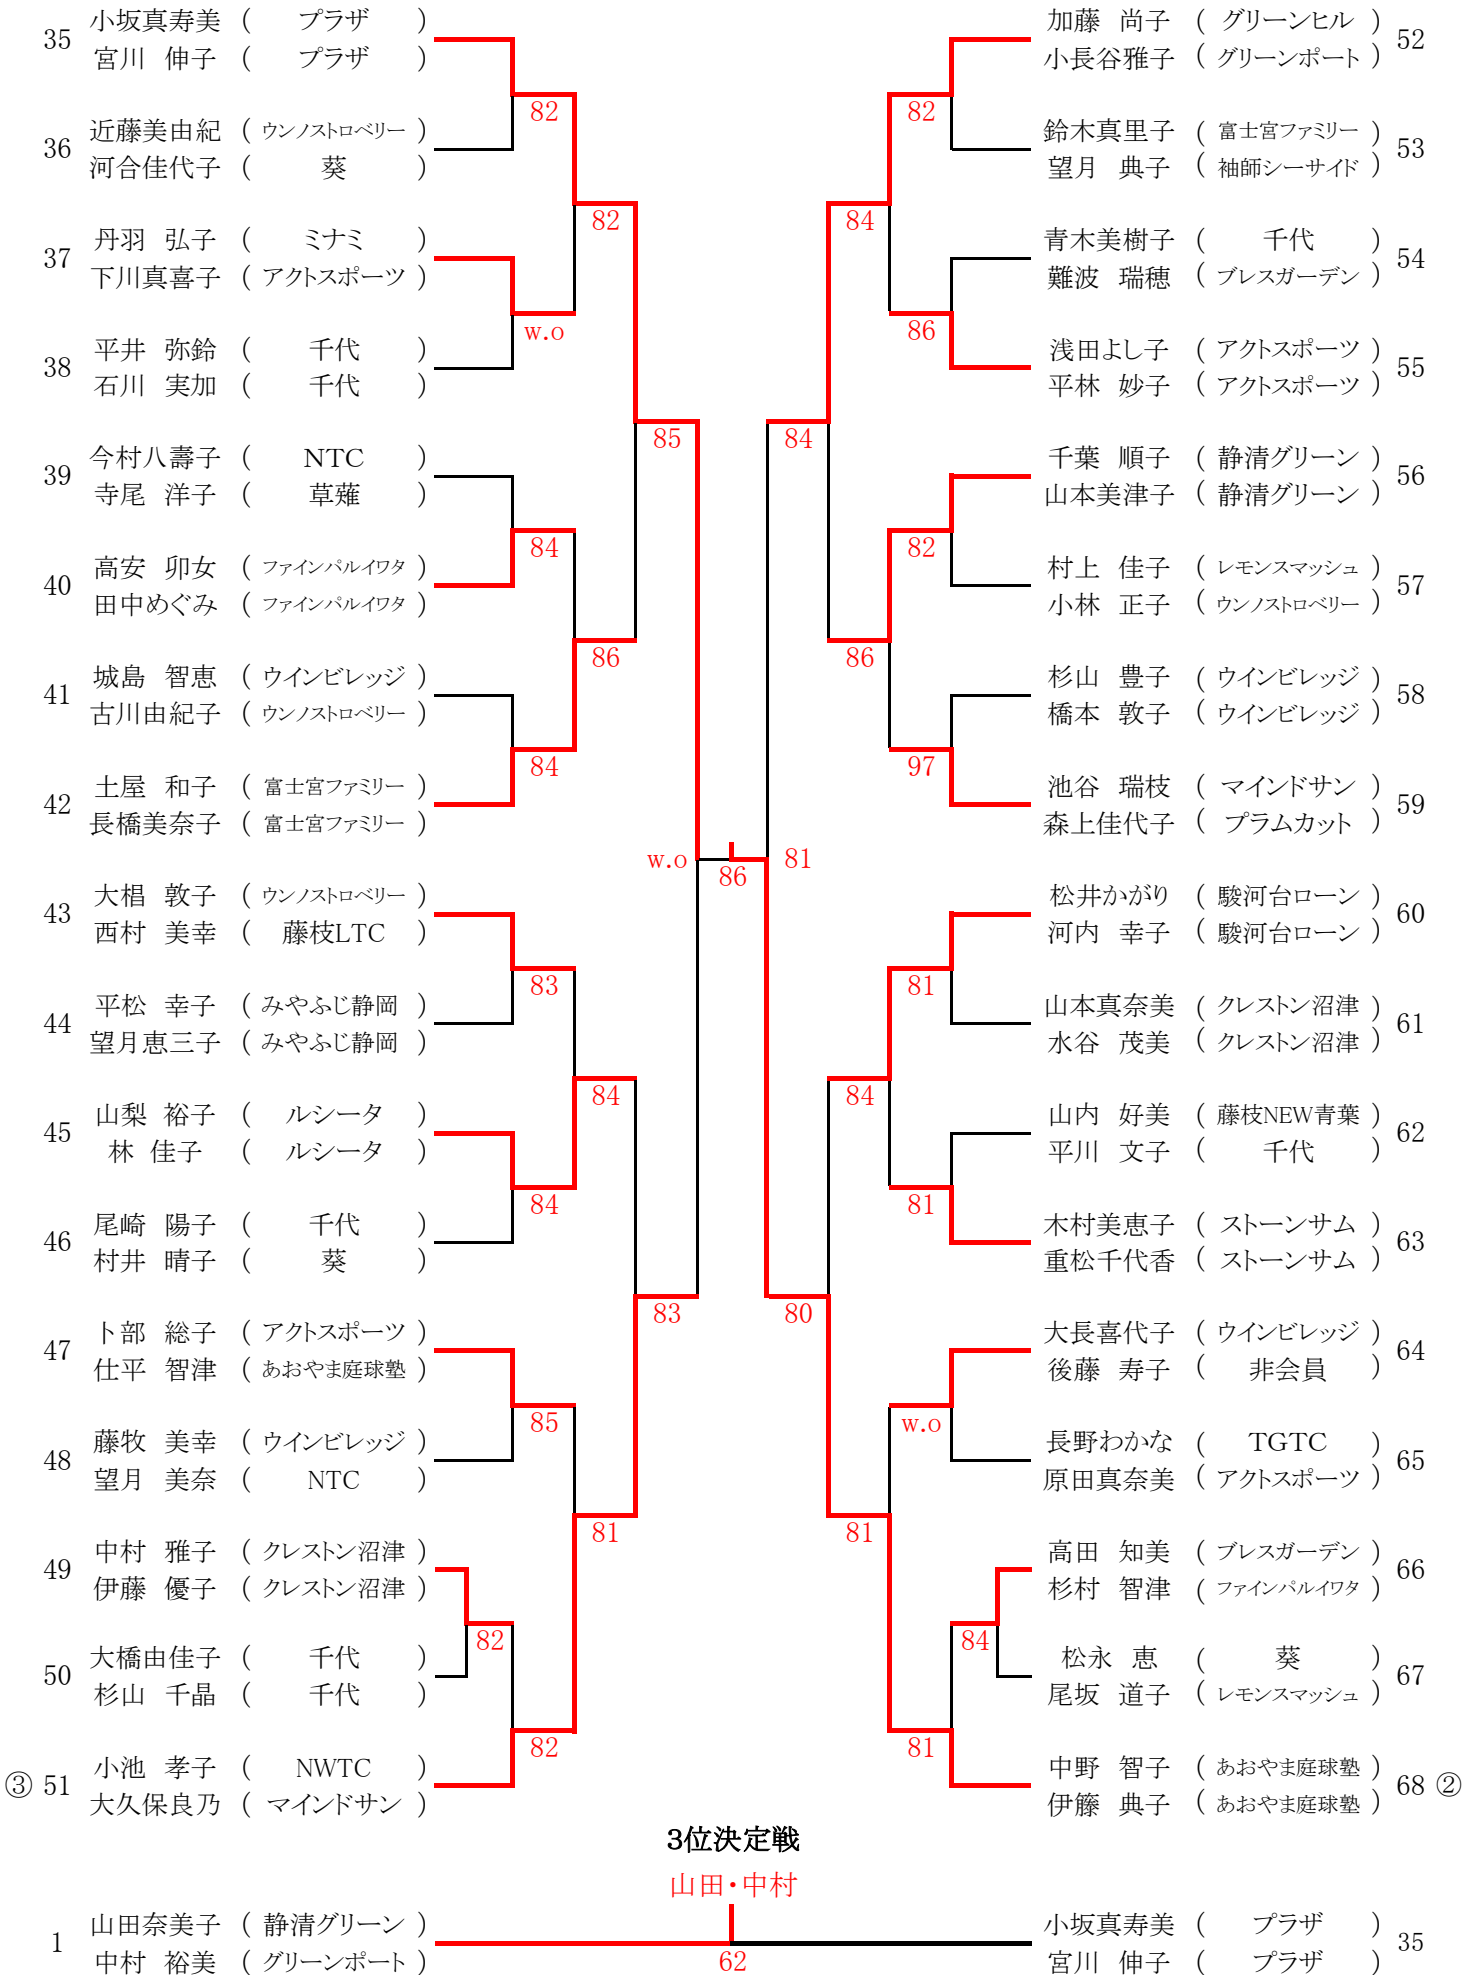 35 小坂真寿美 ( プラザ )
宮川 伸子 ( プラザ )
82
36 近藤美由紀 ( ウンノストロベリー )
河合佳代子 ( 葵 )
82
37 丹羽 弘子 ( ミナミ )
下川真喜子 ( アクトスポーツ )
w.o
38 平井 弥鈴 ( 千代 )
石川 実加 ( 千代 )
85
39 今村八壽子 ( NTC )
寺尾 洋子 ( 草薙 )
84
40 高安 卯女 ( ファインパルイワタ )
田中めぐみ ( ファインパルイワタ )
86
41 城島 智恵 ( ウインビレッジ )
古川由紀子 ( ウンノストロベリー )
84
42 土屋 和子 ( 富士宮ファミリー )
長橋美奈子 ( 富士宮ファミリー )
w.o
86
43 大椙 敦子 ( ウンノストロベリー )
西村 美幸 ( 藤枝LTC )
83
44 平松 幸子 ( みやふじ静岡 )
望月恵三子 ( みやふじ静岡 )
84
45 山梨 裕子 ( ルシータ )
林 佳子 ( ルシータ )
84
46 尾崎 陽子 ( 千代 )
村井 晴子 ( 葵 )
83
47 卜部 総子 ( アクトスポーツ )
仕平 智津 ( あおやま庭球塾 )
85
48 藤牧 美幸 ( ウインビレッジ )
望月 美奈 ( NTC )
81
49 中村 雅子 ( クレストン沼津 )
伊藤 優子 ( クレストン沼津 )
82
50 大橋由佳子 ( 千代 )
杉山 千晶 ( 千代 )
82
③ 51 小池 孝子 ( NWTC )
大久保良乃 ( マインドサン )
加藤 尚子 ( グリーンヒル ) 52
小長谷雅子 ( グリーンポート )
82
鈴木真里子 ( 富士宮ファミリー ) 53
望月 典子 ( 袖師シーサイド )
84
青木美樹子 ( 千代 ) 54
難波 瑞穂 ( ブレスガーデン )
86
浅田よし子 ( アクトスポーツ ) 55
平林 妙子 ( アクトスポーツ )
84
千葉 順子 ( 静清グリーン ) 56
山本美津子 ( 静清グリーン )
82
村上 佳子 ( レモンスマッシュ ) 57
小林 正子 ( ウンノストロベリー )
86
杉山 豊子 ( ウインビレッジ ) 58
橋本 敦子 ( ウインビレッジ )
97
池谷 瑞枝 ( マインドサン ) 59
森上佳代子 ( プラムカット )
81
松井かがり ( 駿河台ローン ) 60
河内 幸子 ( 駿河台ローン )
81
山本真奈美 ( クレストン沼津 ) 61
水谷 茂美 ( クレストン沼津 )
84
山内 好美 ( 藤枝NEW青葉 ) 62
平川 文子 ( 千代 )
81
木村美恵子 ( ストーンサム ) 63
重松千代香 ( ストーンサム )
80
大長喜代子 ( ウインビレッジ ) 64
後藤 寿子 ( 非会員 )
w.o
長野わかな ( TGTC ) 65
原田真奈美 ( アクトスポーツ )
81
高田 知美 ( ブレスガーデン ) 66
杉村 智津 ( ファインパルイワタ )
84
松永 恵 ( 葵 ) 67
尾坂 道子 ( レモンスマッシュ )
81
中野 智子 ( あおやま庭球塾 ) 68 ②
伊籐 典子 ( あおやま庭球塾 )
3位決定戦
山田・中村
1 山田奈美子 ( 静清グリーン )
中村 裕美 ( グリーンポート )
62
小坂真寿美 ( プラザ ) 35
宮川 伸子 ( プラザ )